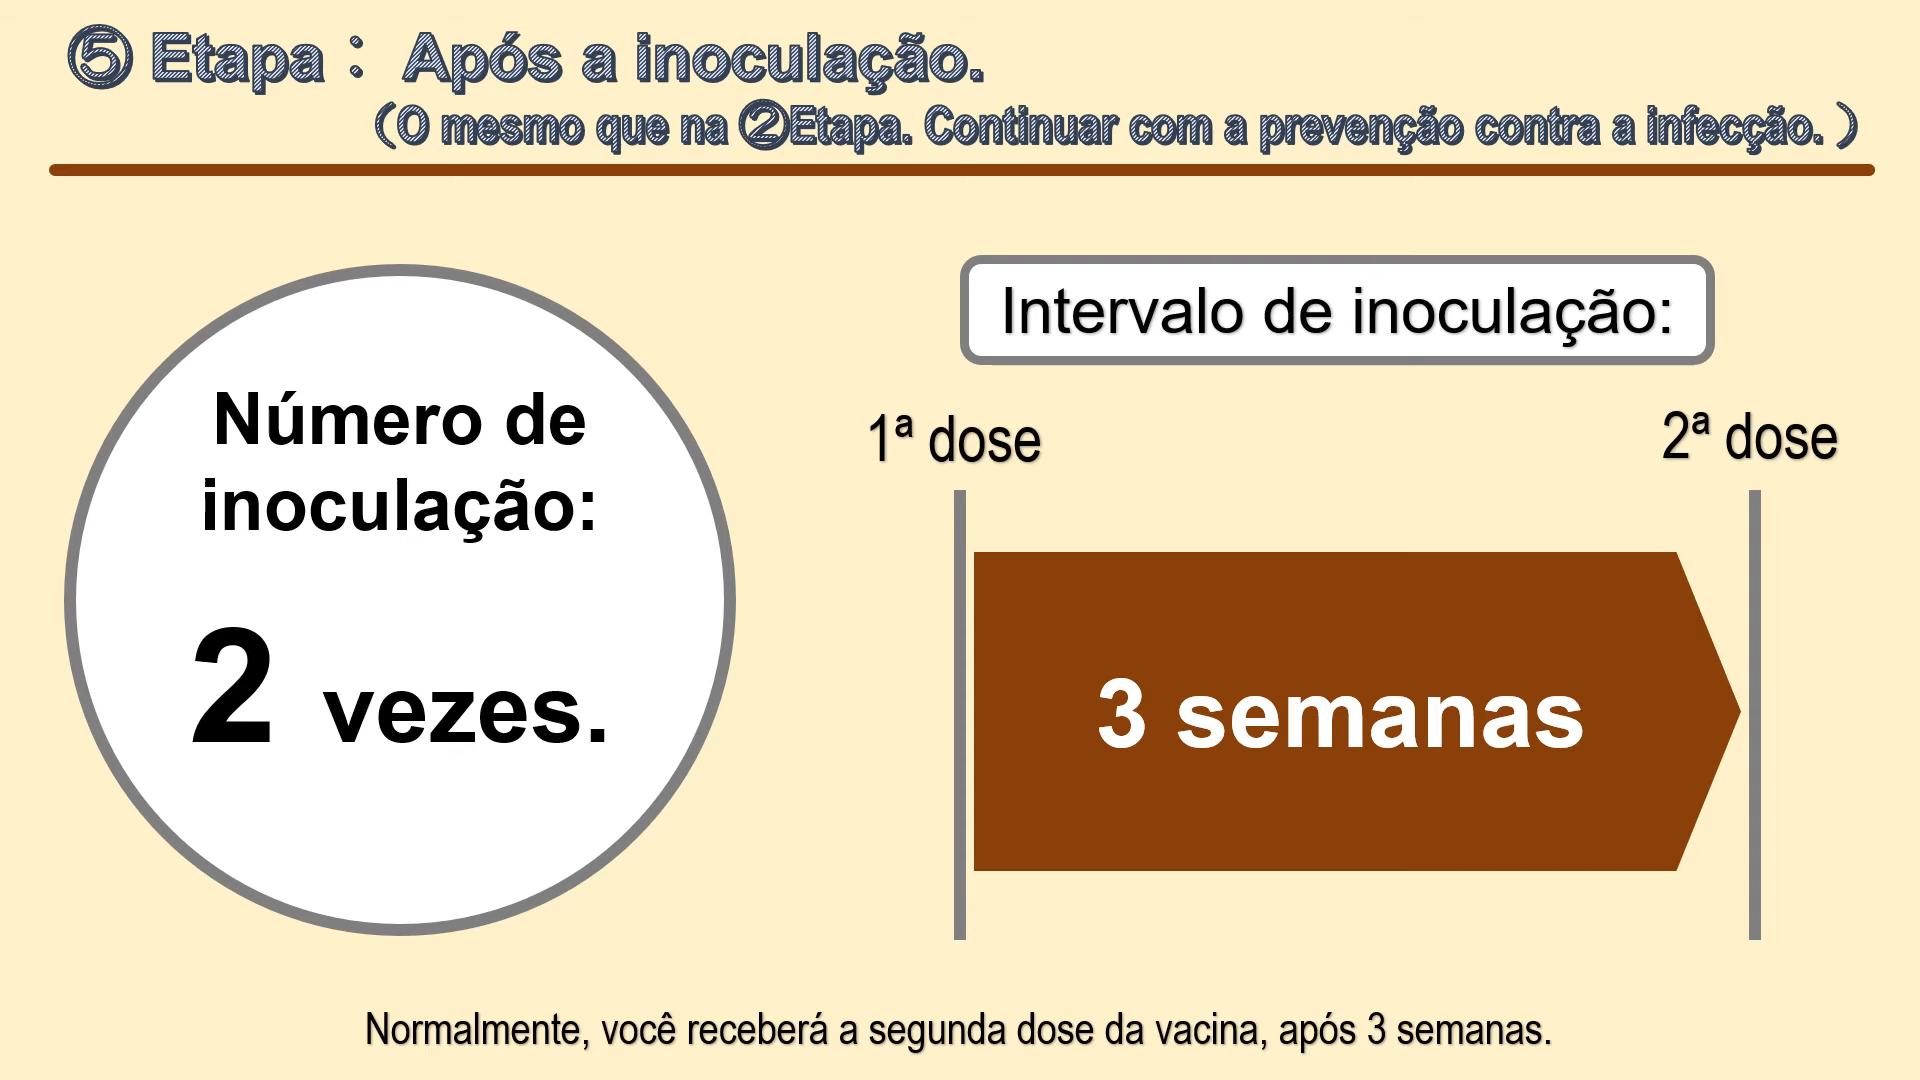 ⑤ Etapa： Após a inoculação.
（O mesmo que na ②Etapa. Continuar com a prevenção contra a infecção. ）
Número de
inoculação:
2 vezes.
Intervalo de inoculação:
1ª dose
2ª dose
3 semanas
Normalmente, você receberá a segunda dose da vacina, após 3 semanas.